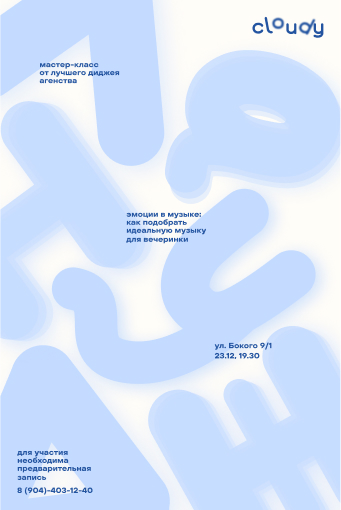 cloudy
мастер-класс
от лучшего диджея
агенства
эмоции в музыке:
как подобрать
идеальную музыку
для вечеринки
ул. Бокого 9/1
23.12, 19.30
для участия
необходима
предварительная
запись
8 (904)-403-12-40